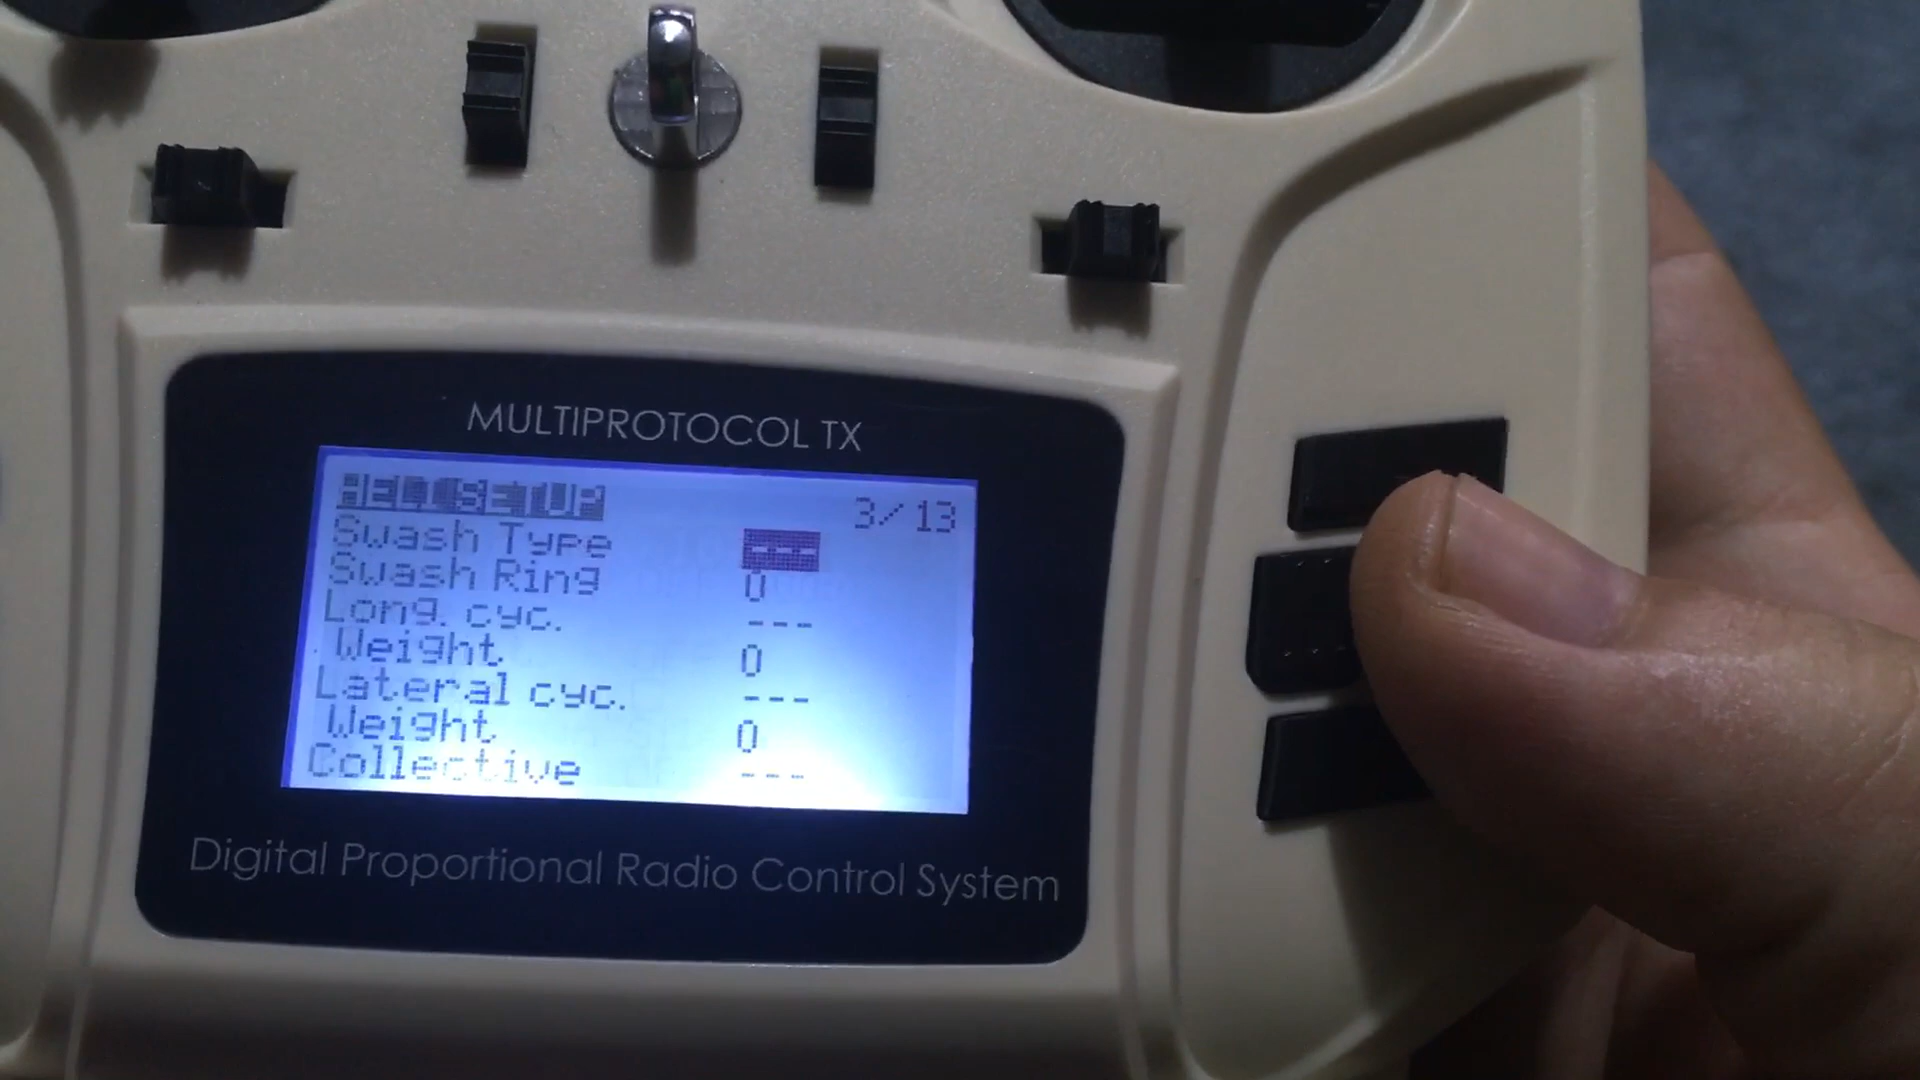 MULTIPROTOCOL TX
HELI SETUP 3/13
Swash Type ---
Swash Ring 0
Long. cyc. ---
Weight 0
Lateral cyc. ---
Weight 0
Collective ---
Digital Proportional Radio Control System